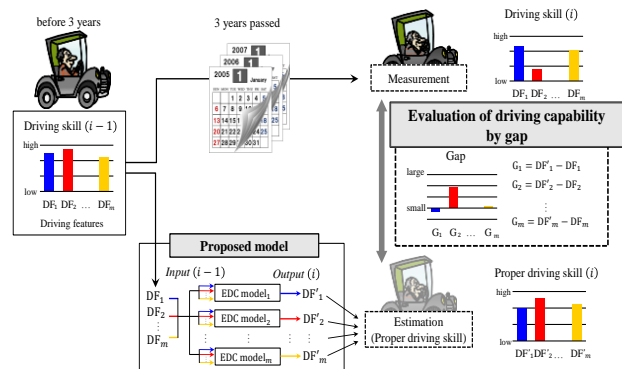 before 3 years
3 years passed
2007 1
2006 1
2005 1 January
Driving skill (i)
high
low
DF₁ DF₂ … DFₘ
Measurement
Driving skill (i−1)
high
low
DF₁ DF₂ … DFₘ
Driving features
Evaluation of driving capability
by gap
Gap
large
small
G₁ G₂ … Gₘ
G₁ = DF′₁ − DF₁
G₂ = DF′₂ − DF₂
⋮
Gₘ = DF′ₘ − DFₘ
Proposed model
Input (i−1) Output (i)
DF₁ EDC model₁ DF′₁
DF₂ EDC model₂ DF′₂
⋮ ⋮ ⋮ ⋮
DFₘ EDC modelₘ DF′ₘ
Estimation
(Proper driving skill)
Proper driving skill (i)
high
low
DF′₁ DF′₂ … DF′ₘ